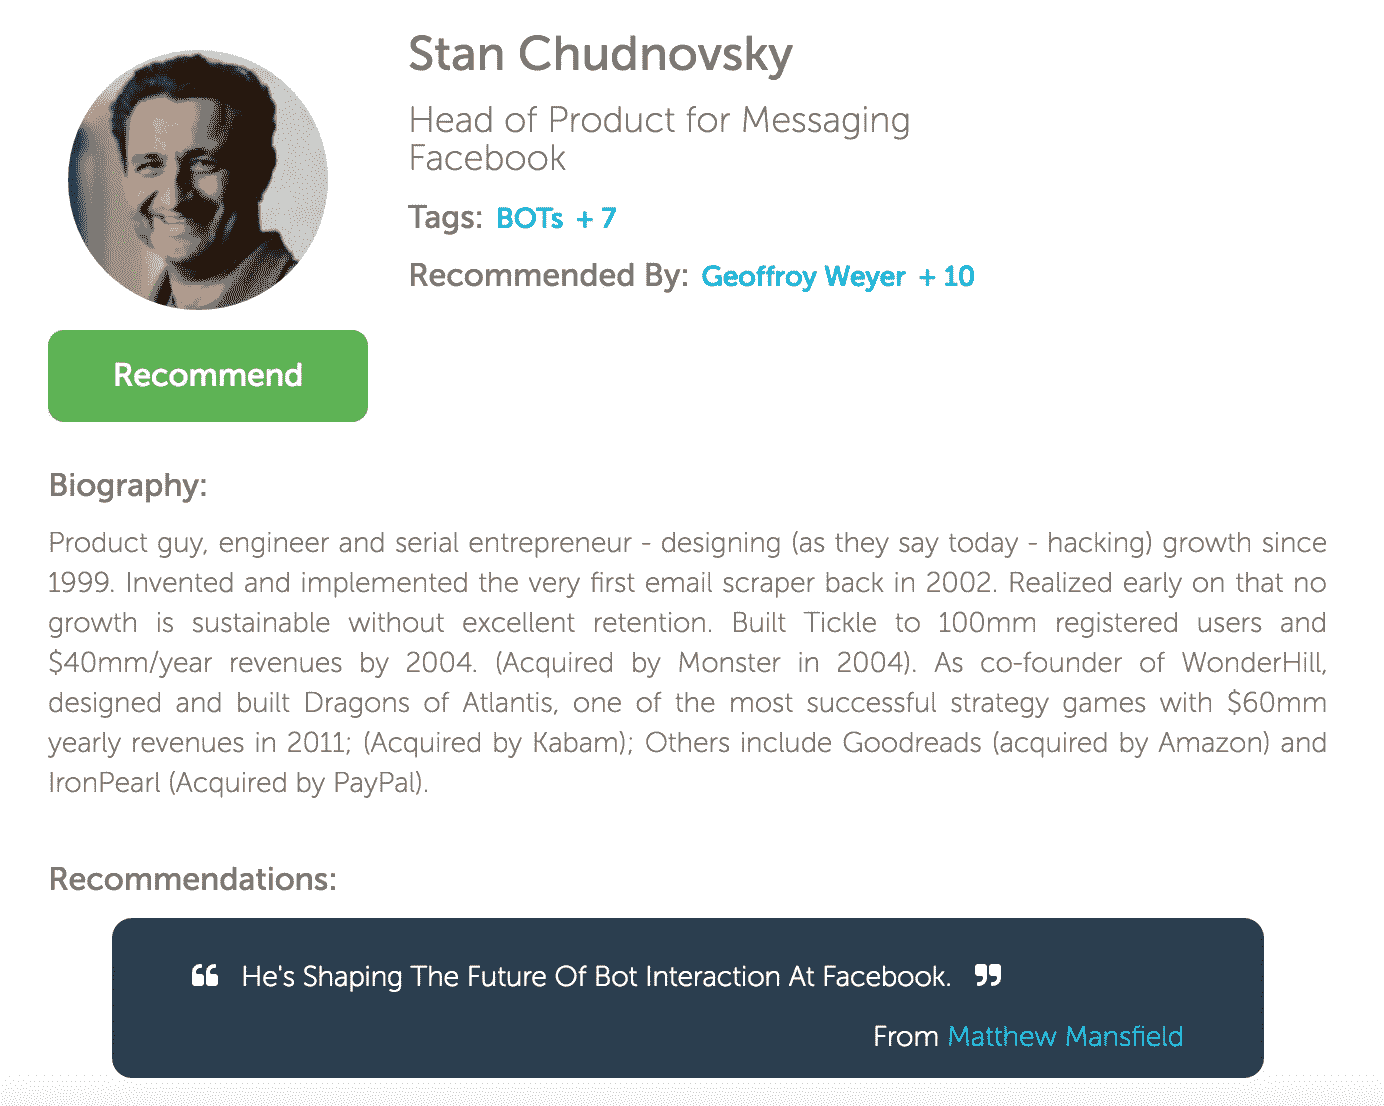 Stan Chudnovsky
Head of Product for Messaging
Facebook
Tags: BOTs + 7
Recommended By: Geoffroy Weyer + 10
Recommend
Biography:
Product guy, engineer and serial entrepreneur - designing (as they say today - hacking) growth since
1999. Invented and implemented the very first email scraper back in 2002. Realized early on that no
growth is sustainable without excellent retention. Built Tickle to 100mm registered users and
$40mm/year revenues by 2004. (Acquired by Monster in 2004). As co-founder of WonderHill,
designed and built Dragons of Atlantis, one of the most successful strategy games with $60mm
yearly revenues in 2011; (Acquired by Kabam); Others include Goodreads (acquired by Amazon) and
IronPearl (Acquired by PayPal).
Recommendations:
“ He's Shaping The Future Of Bot Interaction At Facebook. ”
From Matthew Mansfield